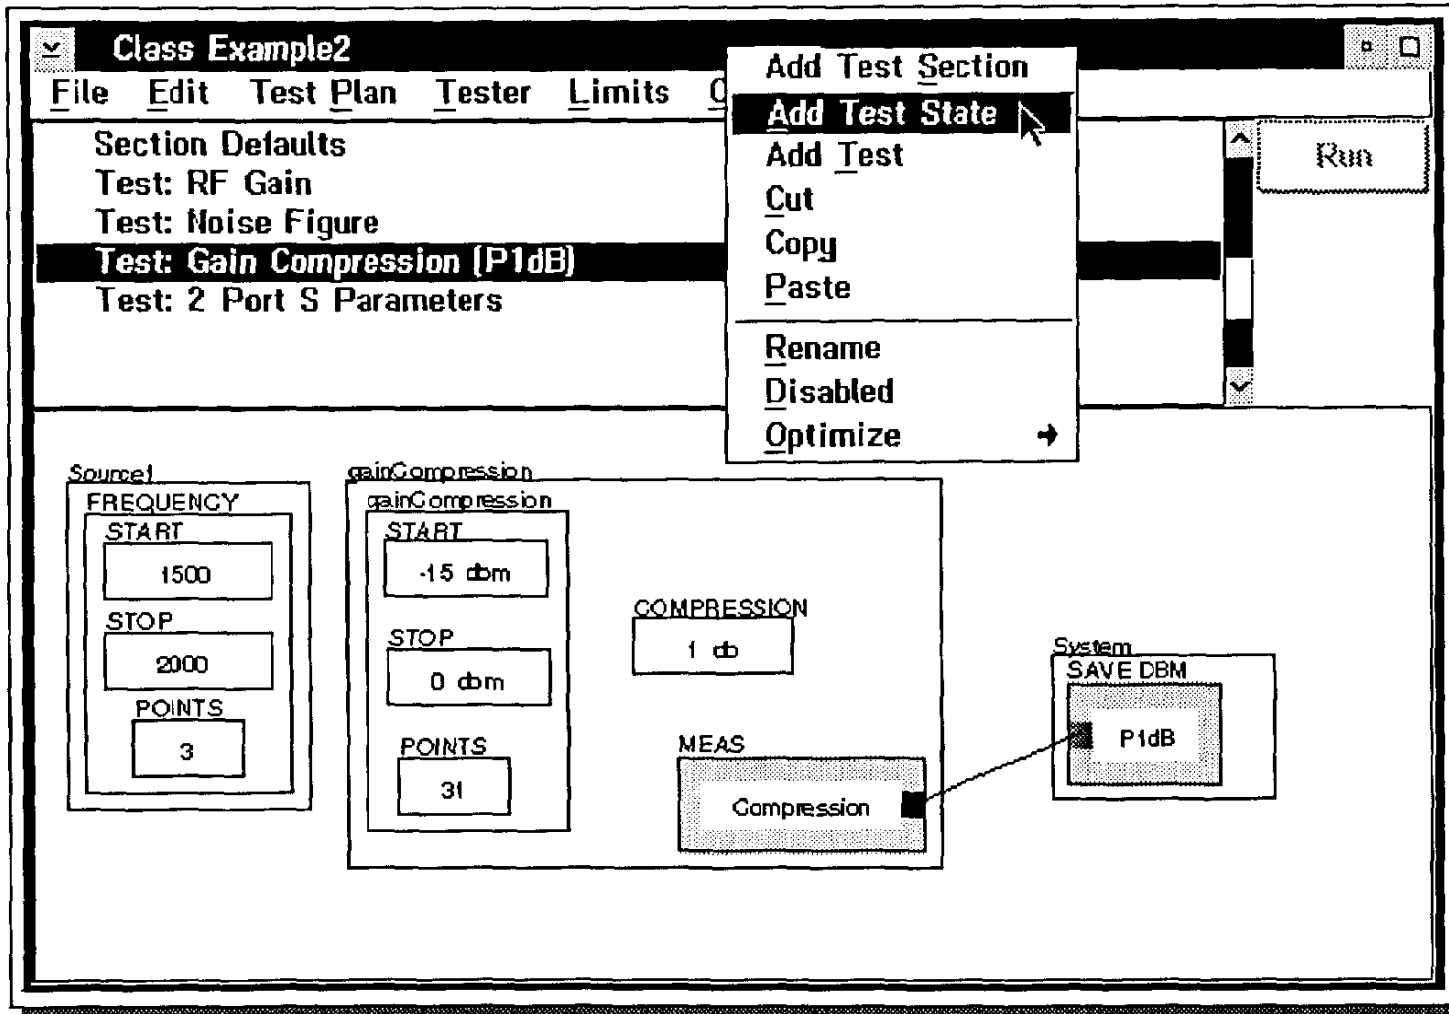 Class Example2
File Edit Test Plan Tester Limits
Add Test Section
Add Test State
Add Test
Cut
Copy
Paste
Rename
Disabled
Optimize
Section Defaults
Test: RF Gain
Test: Noise Figure
Test: Gain Compression (P1dB)
Test: 2 Port S Parameters
Run
Source1
FREQUENCY
START
1500
STOP
2000
POINTS
3
gainCompression
gainCompression
START
-15 dbm
STOP
0 dbm
POINTS
31
COMPRESSION
1 db
MEAS
Compression
System
SAVE DBM
P1dB